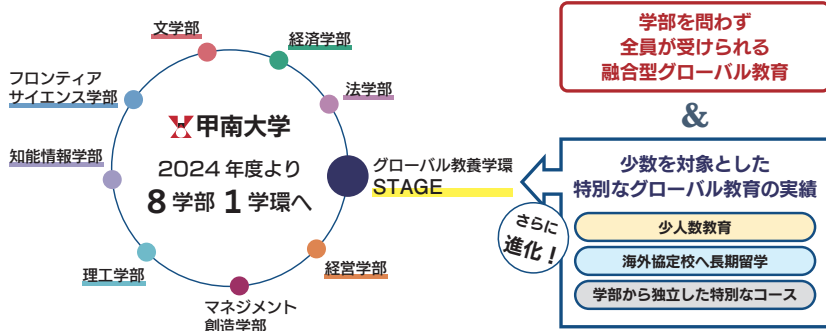 文学部
経済学部
フロンティア
サイエンス学部
法学部
甲南大学
知能情報学部
2024年度より
8学部1学環へ
グローバル教養学環
STAGE
理工学部
経営学部
マネジメント
創造学部
学部を問わず
全員が受けられる
融合型グローバル教育
&
少数を対象とした
特別なグローバル教育の実績
さらに
進化！
少人数教育
海外協定校へ長期留学
学部から独立した特別なコース